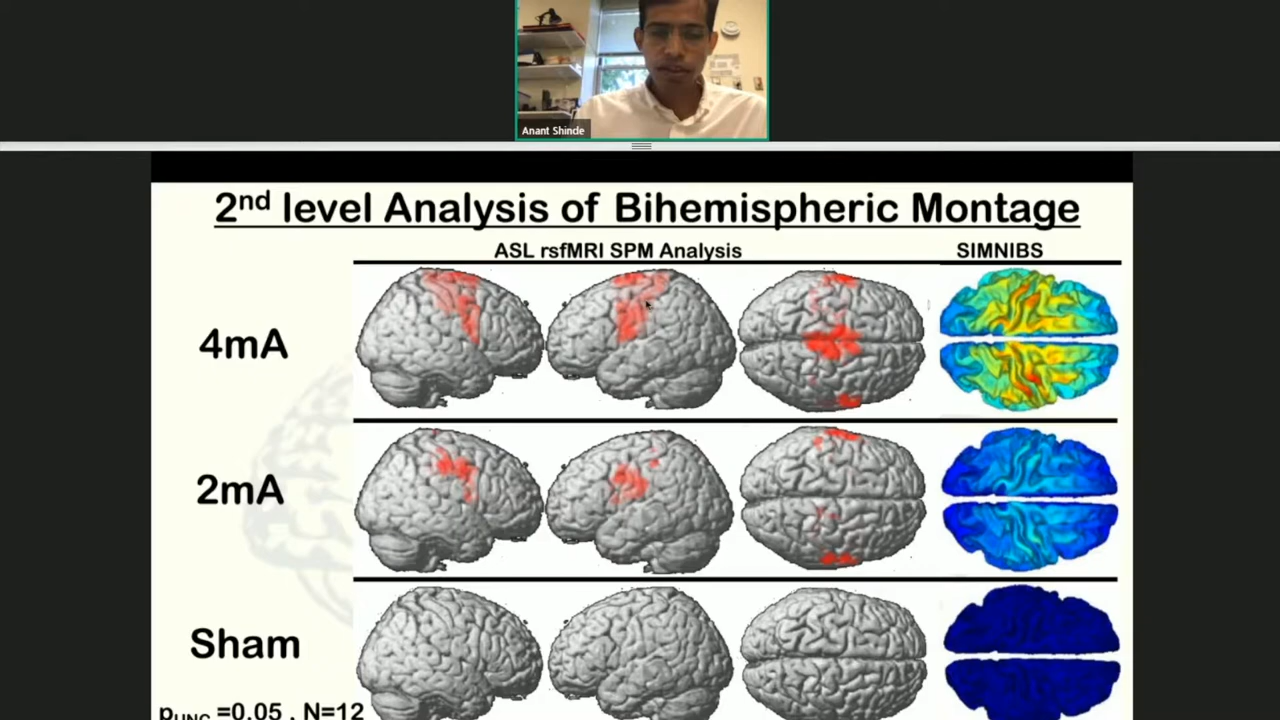 Anant Shinde
2nd level Analysis of Bihemispheric Montage
ASL rsfMRI SPM Analysis
SIMNIBS
4mA
2mA
Sham
pUNC =0.05 , N=12